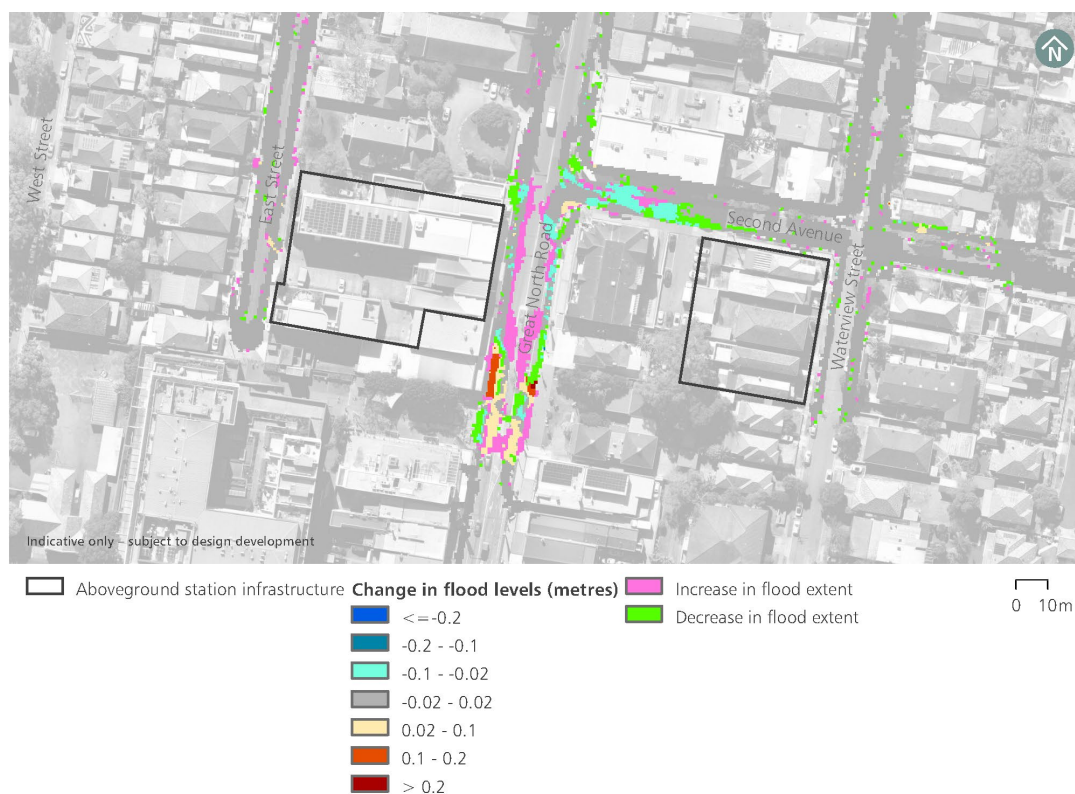 N
West Street
East Street
Great North Road
Second Avenue
Waterview Street
Indicative only – subject to design development
Aboveground station infrastructure
Change in flood levels (metres)
<=-0.2
-0.2 - -0.1
-0.1 - -0.02
-0.02 - 0.02
0.02 - 0.1
0.1 - 0.2
> 0.2
Increase in flood extent
Decrease in flood extent
0 10m